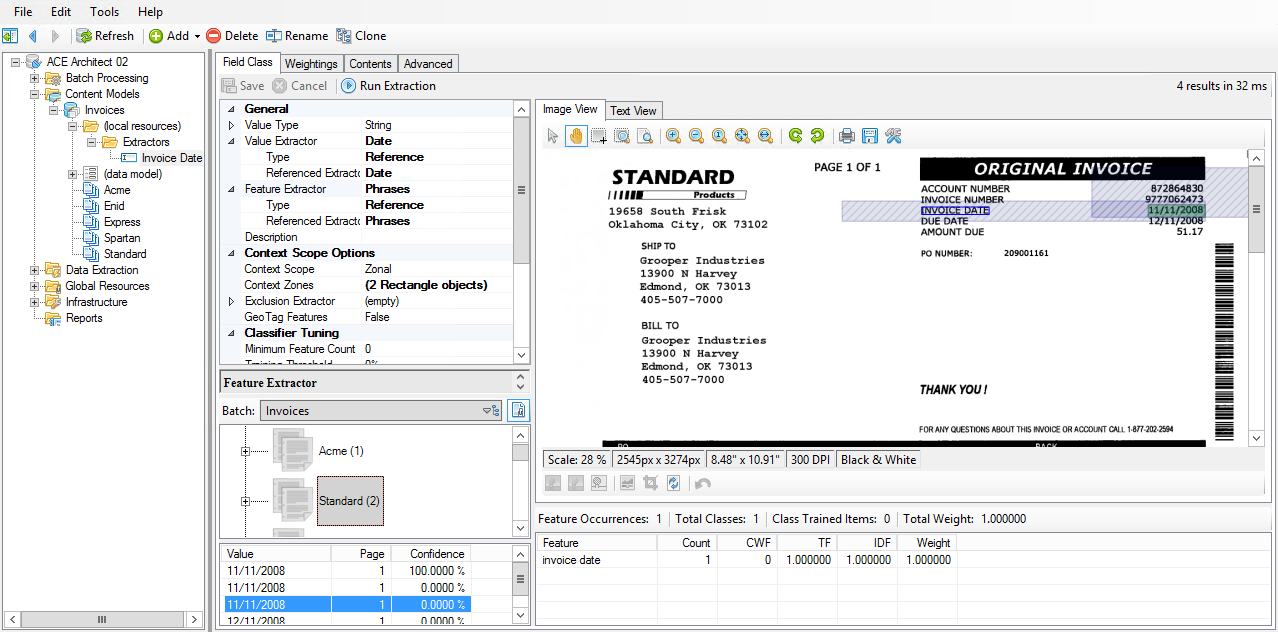 File Edit Tools Help
Refresh Add Delete Rename Clone
ACE Architect 02
Batch Processing
Content Models
Invoices
(local resources)
Extractors
Invoice Date
(data model)
Acme
Enid
Express
Spartan
Standard
Data Extraction
Global Resources
Infrastructure
Reports
Field Class Weightings Contents Advanced
Save Cancel Run Extraction 4 results in 32 ms
General
Value Type String
Value Extractor Date
Type Reference
Referenced Extractc Date
Feature Extractor Phrases
Type Reference
Referenced Extractc Phrases
Description
Context Scope Options
Context Scope Zonal
Context Zones (2 Rectangle objects)
Exclusion Extractor (empty)
GeoTag Features False
Classifier Tuning
Minimum Feature Count 0
Feature Extractor
Batch: Invoices
Acme (1)
Standard (2)
Value Page Confidence
11/11/2008 1 100.0000 %
11/11/2008 1 0.0000 %
11/11/2008 1 0.0000 %
12/11/2008 1 0.0000 %
Image View Text View
STANDARD
Products
19658 South Frisk
Oklahoma City, OK 73102
PAGE 1 OF 1
ORIGINAL INVOICE
ACCOUNT NUMBER 872864830
INVOICE NUMBER 9777062473
INVOICE DATE 11/11/2008
DUE DATE 12/11/2008
AMOUNT DUE 51.17
PO NUMBER: 209001161
SHIP TO
Grooper Industries
13900 N Harvey
Edmond, OK 73013
405-507-7000
BILL TO
Grooper Industries
13900 N Harvey
Edmond, OK 73013
405-507-7000
THANK YOU !
FOR ANY QUESTIONS ABOUT THIS INVOICE OR ACCOUNT CALL 1-877-202-2594
Scale: 28 % 2545px x 3274px 8.48" x 10.91" 300 DPI Black & White
Feature Occurrences: 1 Total Classes: 1 Class Trained Items: 0 Total Weight: 1.000000
Feature Count CWF TF IDF Weight
invoice date 1 0 1.000000 1.000000 1.000000